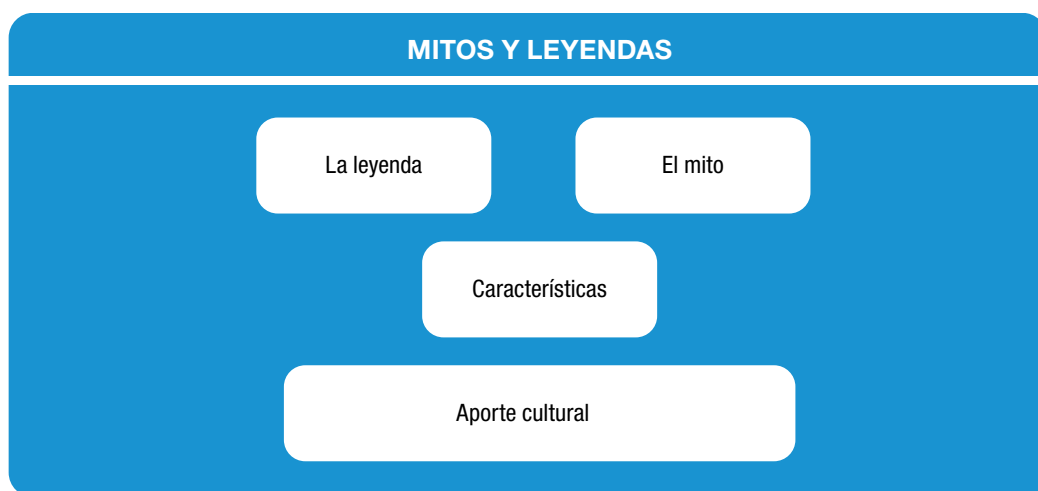 MITOS Y LEYENDAS
La leyenda
El mito
Características
Aporte cultural